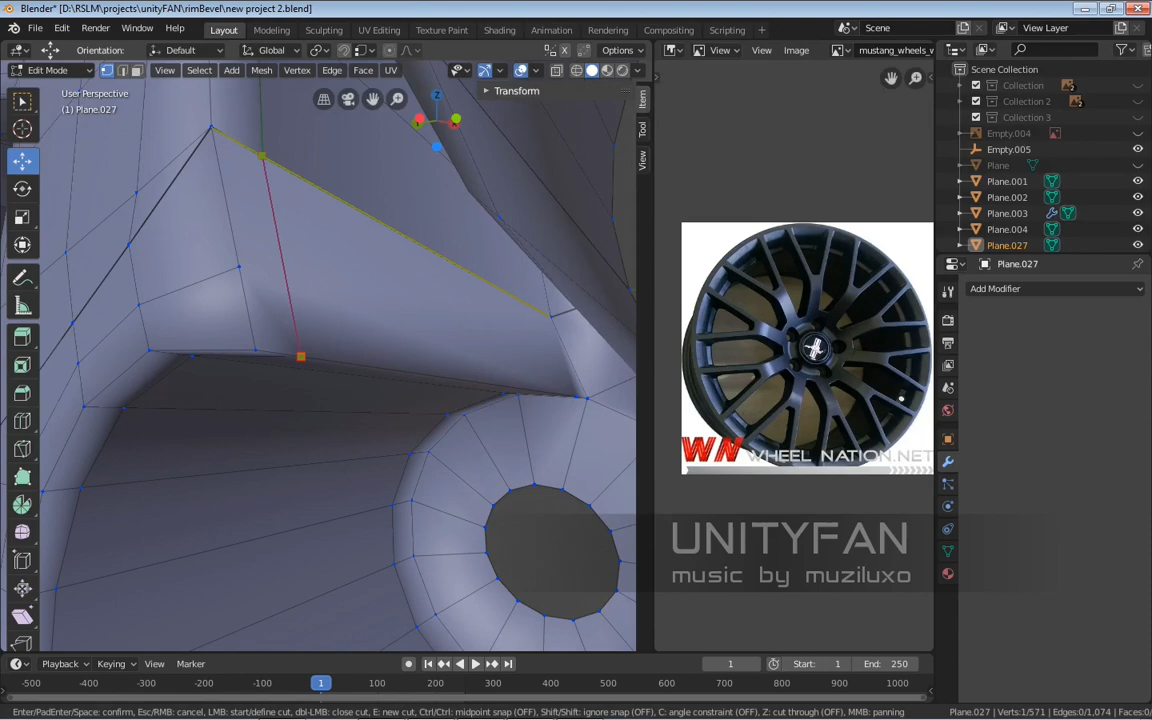 Blender* [D:\RSLM\projects\unityFAN\rimBevel\new project 2.blend]
File Edit Render Window Help Layout Modeling Sculpting UV Editing Texture Paint Shading Animation Rendering Compositing Scripting + Scene View Layer
Orientation: Default Global X Options View View Image mustang_wheels_w
Edit Mode View Select Add Mesh Vertex Edge Face UV
User Perspective
(1) Plane.027
Transform
Item
Tool
View
Z
Scene Collection
Collection 2
Collection 2 2
Collection 3
Empty.004
Empty.005
Plane
Plane.001
Plane.002
Plane.003
Plane.004
Plane.027
Plane.027
Add Modifier
WN WHEEL NATION.NET
UNITYFAN
music by muziluxo
Playback Keying View Marker 1 Start: 1 End: 250
-500 -400 -300 -200 -100 1 100 200 300 400 500 600 700 800 900 1000
Enter/PadEnter/Space: confirm, Esc/RMB: cancel, LMB: start/define cut, dbl-LMB: close cut, E: new cut, Ctrl/Ctrl: midpoint snap (OFF), Shift/Shift: ignore snap (OFF), C: angle constraint (OFF), Z: cut through (OFF), MMB: panning Plane.027 | Verts:1/571 | Edges:0/1,074 | Faces:0/